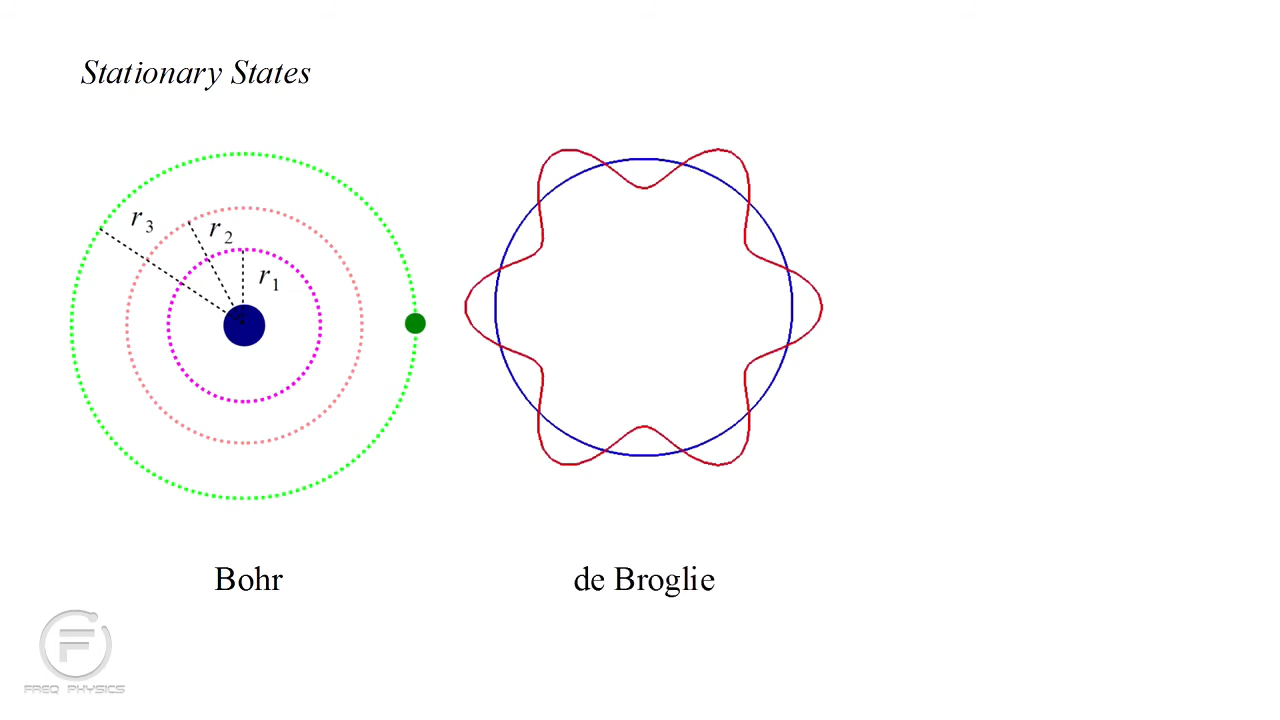 Stationary States
r3
r2
r1
Bohr
de Broglie
FREQ PHYSICS